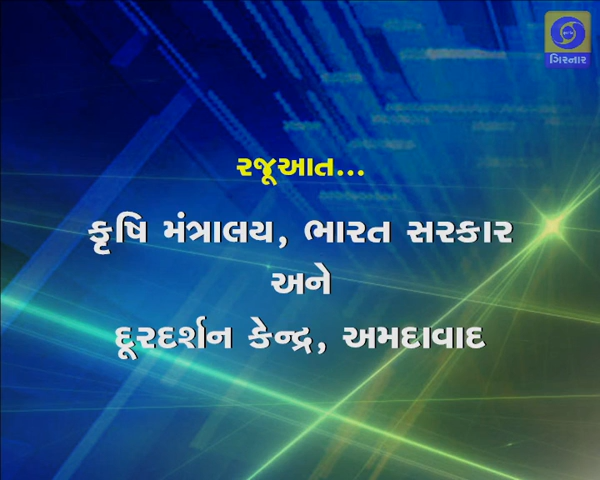 ગિરનાર
રજૂઆત...
કૃષિ મંત્રાલય, ભારત સરકાર
અને
દૂરદર્શન કેન્દ્ર, અમદાવાદ